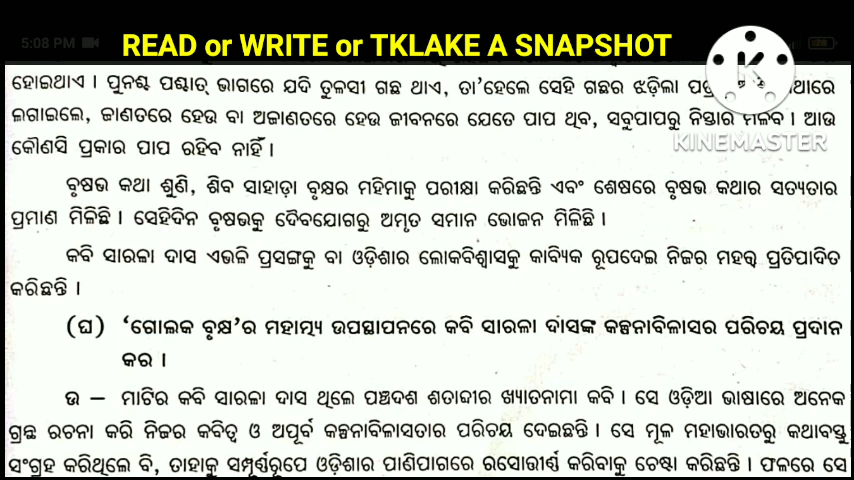 5:08 PM
READ or WRITE or TKLAKE A SNAPSHOT
K
KINEMASTER
ହୋଇଥାଏ । ପୁନଶ୍ଚ ପଶ୍ଚାତ୍ ଭାଗରେ ଯଦି ତୁଳସୀ ଗଛ ଥାଏ, ତା'ହେଲେ ସେହି ଗଛର ଝଡ଼ିଲା
ଲଗାଇଲେ, ଜାଣତରେ ହେଉ ବା ଅଜାଣତରେ ହେଉ ଜୀବନରେ ଯେତେ ପାପ ଥିବ, ସବୁପାପରୁ ନିସ୍ତାର ମିଳିବ । ଆଉ
କୌଣସି ପ୍ରକାର ପାପ ରହିବ ନାହିଁ ।
ବୃଷଭ କଥା ଶୁଣି, ଶିବ ସାହାଡ଼ା ବୃକ୍ଷର ମହିମାକୁ ପରୀକ୍ଷା କରିଛନ୍ତି ଏବଂ ଶେଷରେ ବୃଷଭ କଥାର ସତ୍ୟତାର
ପ୍ରମାଣ ମିଳିଛି । ସେହିଦିନ ବୃଷଭକୁ ଦୈବଯୋଗରୁ ଅମୃତ ସମାନ ଭୋଜନ ମିଳିଛି ।
କବି ସାରଳା ଦାସ ଏଭଳି ପ୍ରସଙ୍ଗକୁ ବା ଓଡ଼ିଶାର ଲୋକବିଶ୍ୱାସକୁ କାବ୍ୟିକ ରୂପଦେଇ ନିଜର ମହତ୍ତ୍ୱ ପ୍ରତିପାଦିତ
କରିଛନ୍ତି ।
(ଘ) 'ଗୋଲକ ବୃକ୍ଷ'ର ମହାତ୍ମ୍ୟ ଉପସ୍ଥାପନରେ କବି ସାରଳା ଦାସଙ୍କ କଳ୍ପନାବିଳାସର ପରିଚୟ ପ୍ରଦାନ
କର ।
ଉ – ମାଟିର କବି ସାରଳା ଦାସ ଥିଲେ ପଞ୍ଚଦଶ ଶତାବ୍ଦୀର ଖ୍ୟାତନାମା କବି । ସେ ଓଡ଼ିଆ ଭାଷାରେ ଅନେକ
ଗ୍ରନ୍ଥ ରଚନା କରି ନିଜର କବିତ୍ୱ ଓ ଅପୂର୍ବ କଳ୍ପନାବିଳାସତାର ପରିଚୟ ଦେଇଛନ୍ତି । ସେ ମୂଳ ମହାଭାରତରୁ କଥାବସ୍ତୁ
ସଂଗ୍ରହ କରିଥିଲେ ବି, ତାହାକୁ ସମ୍ପୂର୍ଣ୍ଣରୂପେ ଓଡ଼ିଶାର ପାଣିପାଗରେ ରସୋତ୍ତୀର୍ଣ୍ଣ କରିବାକୁ ଚେଷ୍ଟା କରିଛନ୍ତି । ଫଳରେ ସେ